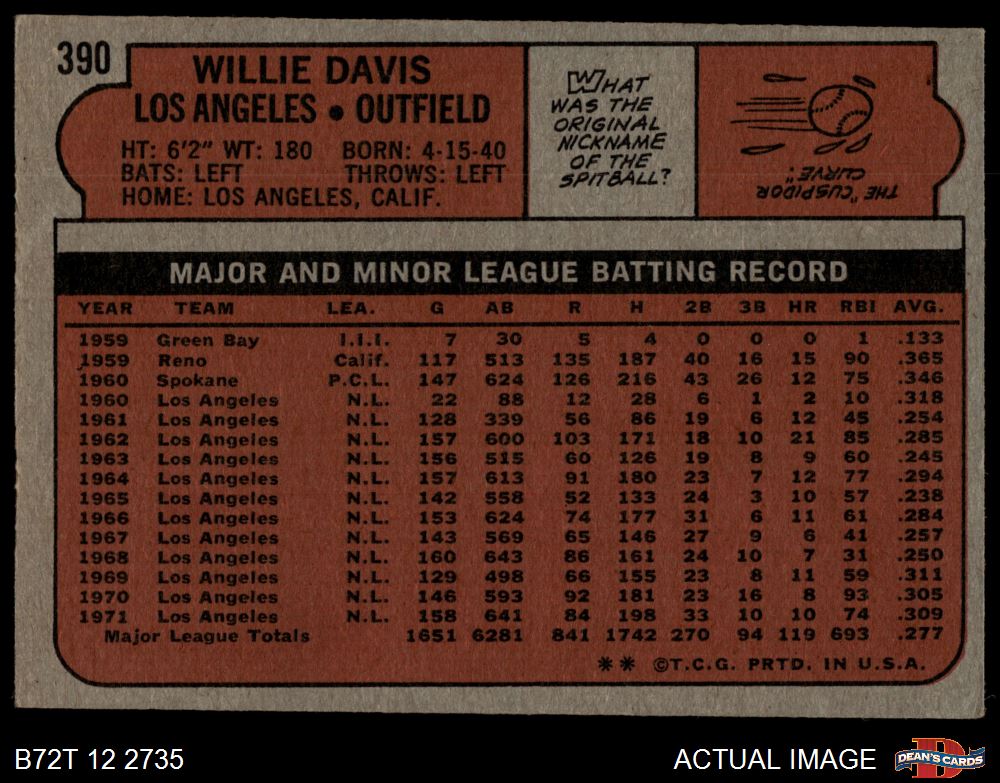 390
WILLIE DAVIS
LOS ANGELES • OUTFIELD
HT: 6'2" WT: 180 BORN: 4-15-40
BATS: LEFT THROWS: LEFT
HOME: LOS ANGELES, CALIF.
WHAT
WAS THE
ORIGINAL
NICKNAME
OF THE
SPITBALL?
THE "CUSPIDOR
CURVE".
MAJOR AND MINOR LEAGUE BATTING RECORD
YEAR TEAM LEA. G AB R H 2B 3B HR RBI AVG.
1959 Green Bay I.I.I. 7 30 5 4 0 0 0 1 .133
1959 Reno Calif. 117 513 135 187 40 16 15 90 .365
1960 Spokane P.C.L. 147 624 126 216 43 26 12 75 .346
1960 Los Angeles N.L. 22 88 12 28 6 1 2 10 .318
1961 Los Angeles N.L. 128 339 56 86 19 6 12 45 .254
1962 Los Angeles N.L. 157 600 103 171 18 10 21 85 .285
1963 Los Angeles N.L. 156 515 60 126 19 8 9 60 .245
1964 Los Angeles N.L. 157 613 91 180 23 7 12 77 .294
1965 Los Angeles N.L. 142 558 52 133 24 3 10 57 .238
1966 Los Angeles N.L. 153 624 74 177 31 6 11 61 .284
1967 Los Angeles N.L. 143 569 65 146 27 9 6 41 .257
1968 Los Angeles N.L. 160 643 86 161 24 10 7 31 .250
1969 Los Angeles N.L. 129 498 66 155 23 8 11 59 .311
1970 Los Angeles N.L. 146 593 92 181 23 16 8 93 .305
1971 Los Angeles N.L. 158 641 84 198 33 10 10 74 .309
Major League Totals 1651 6281 841 1742 270 94 119 693 .277
** ©T.C.G. PRTD. IN U.S.A.
B72T 12 2735
ACTUAL IMAGE
D
DEAN'S CARDS